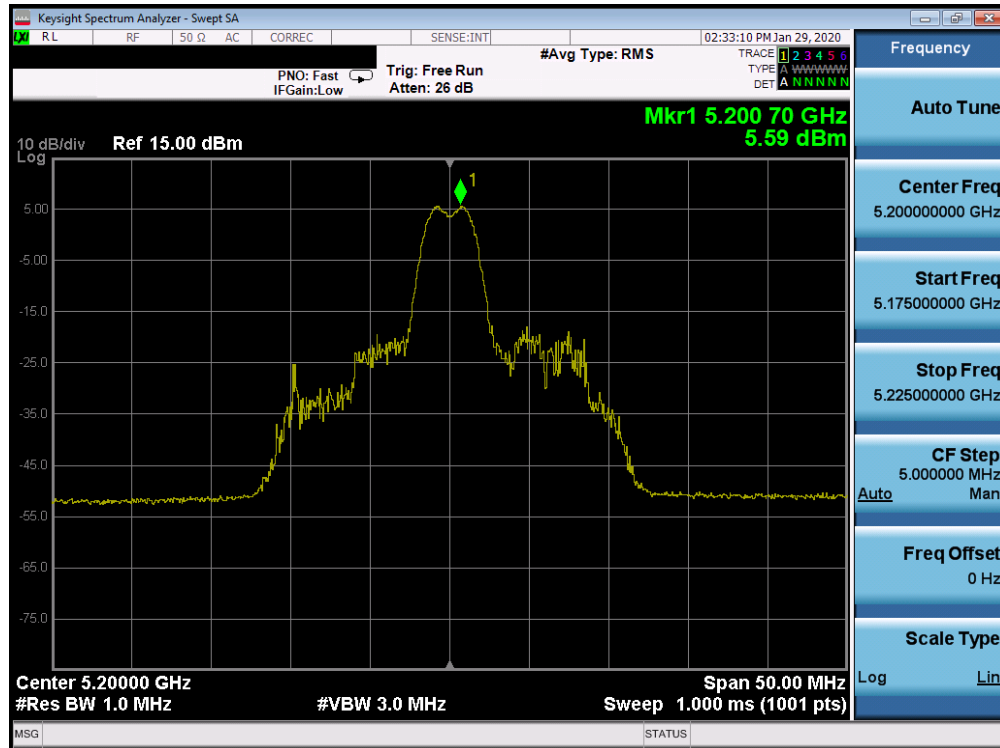 Keysight Spectrum Analyzer - Swept SA
LXI RL RF 50 Ω AC CORREC SENSE:INT 02:33:10 PM Jan 29, 2020
#Avg Type: RMS TRACE 1 2 3 4 5 6
PNO: Fast Trig: Free Run TYPE A WWWWW
IFGain:Low Atten: 26 dB DET A N N N N N
Mkr1 5.200 70 GHz
5.59 dBm
10 dB/div Ref 15.00 dBm
Log
1
5.00
-5.00
-15.0
-25.0
-35.0
-45.0
-55.0
-65.0
-75.0
Center 5.20000 GHz Span 50.00 MHz
#Res BW 1.0 MHz #VBW 3.0 MHz Sweep 1.000 ms (1001 pts)
MSG STATUS
Frequency
Auto Tune
Center Freq
5.200000000 GHz
Start Freq
5.175000000 GHz
Stop Freq
5.225000000 GHz
CF Step
5.000000 MHz
Auto Man
Freq Offset
0 Hz
Scale Type
Log Lin